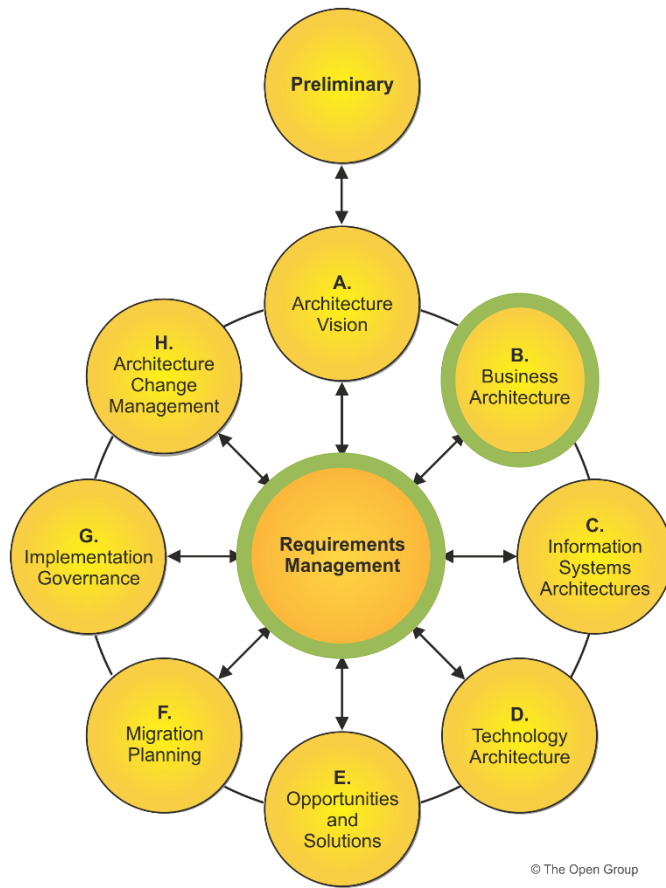 Preliminary
A.
Architecture
Vision
B.
Business
Architecture
C.
Information
Systems
Architectures
D.
Technology
Architecture
E.
Opportunities
and
Solutions
F.
Migration
Planning
G.
Implementation
Governance
H.
Architecture
Change
Management
Requirements
Management
© The Open Group